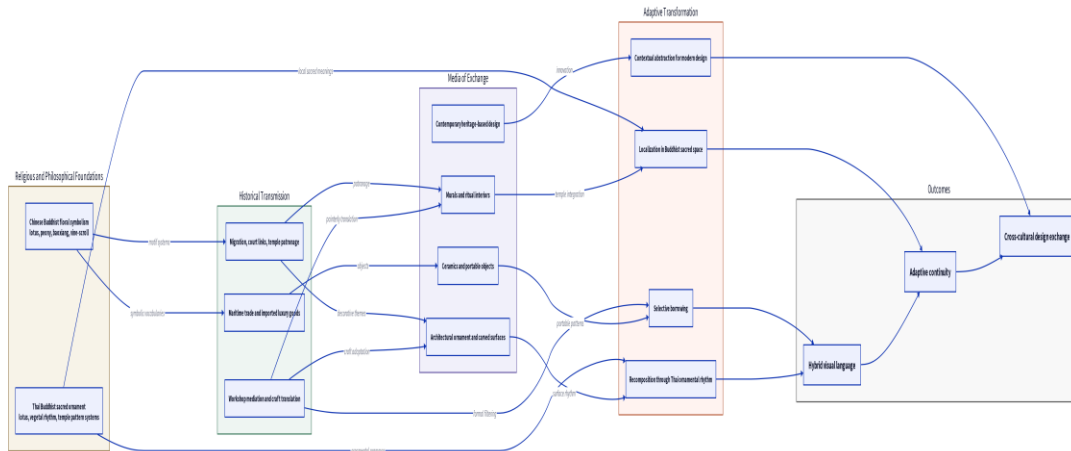 Adaptive Transformation
Contextual abstraction for modern design
interaction
local sacred meanings
Media of Exchange
Contemporary heritage-based design
Localization in Buddhist sacred space
Religious and Philosophical Foundations
Historical Transmission
patronage
Murals and ritual interiors
temple integration
Outcomes
Chinese Buddhist floral symbolism
lotus, peony, baoxiang, vine-scroll
motif systems
Migration, court links, temple patronage
painterly translation
Cross-cultural design exchange
objects
Ceramics and portable objects
Adaptive continuity
symbolic vocabularies
Maritime trade and imported luxury goods
decorative themes
portable patterns
Selective borrowing
Architectural ornament and carved surfaces
craft adaptation
Hybrid visual language
Thai Buddhist sacred ornament
lotus, vegetal rhythm, temple pattern systems
Workshop mediation and craft translation
formal filtering
surface rhythm
Recomposition through Thai ornamental rhythm